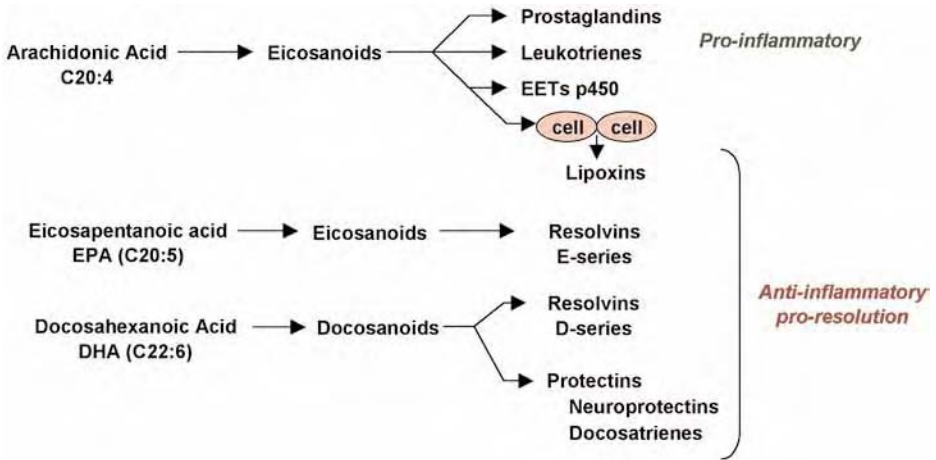 Prostaglandins
Pro-inflammatory
Arachidonic Acid
C20:4
Eicosanoids
Leukotrienes
EETs p450
cell cell
Lipoxins
Eicosapentanoic acid
EPA (C20:5)
Eicosanoids
Resolvins
E-series
Anti-inflammatory
pro-resolution
Docosahexanoic Acid
DHA (C22:6)
Docosanoids
Resolvins
D-series
Protectins
Neuroprotectins
Docosatrienes